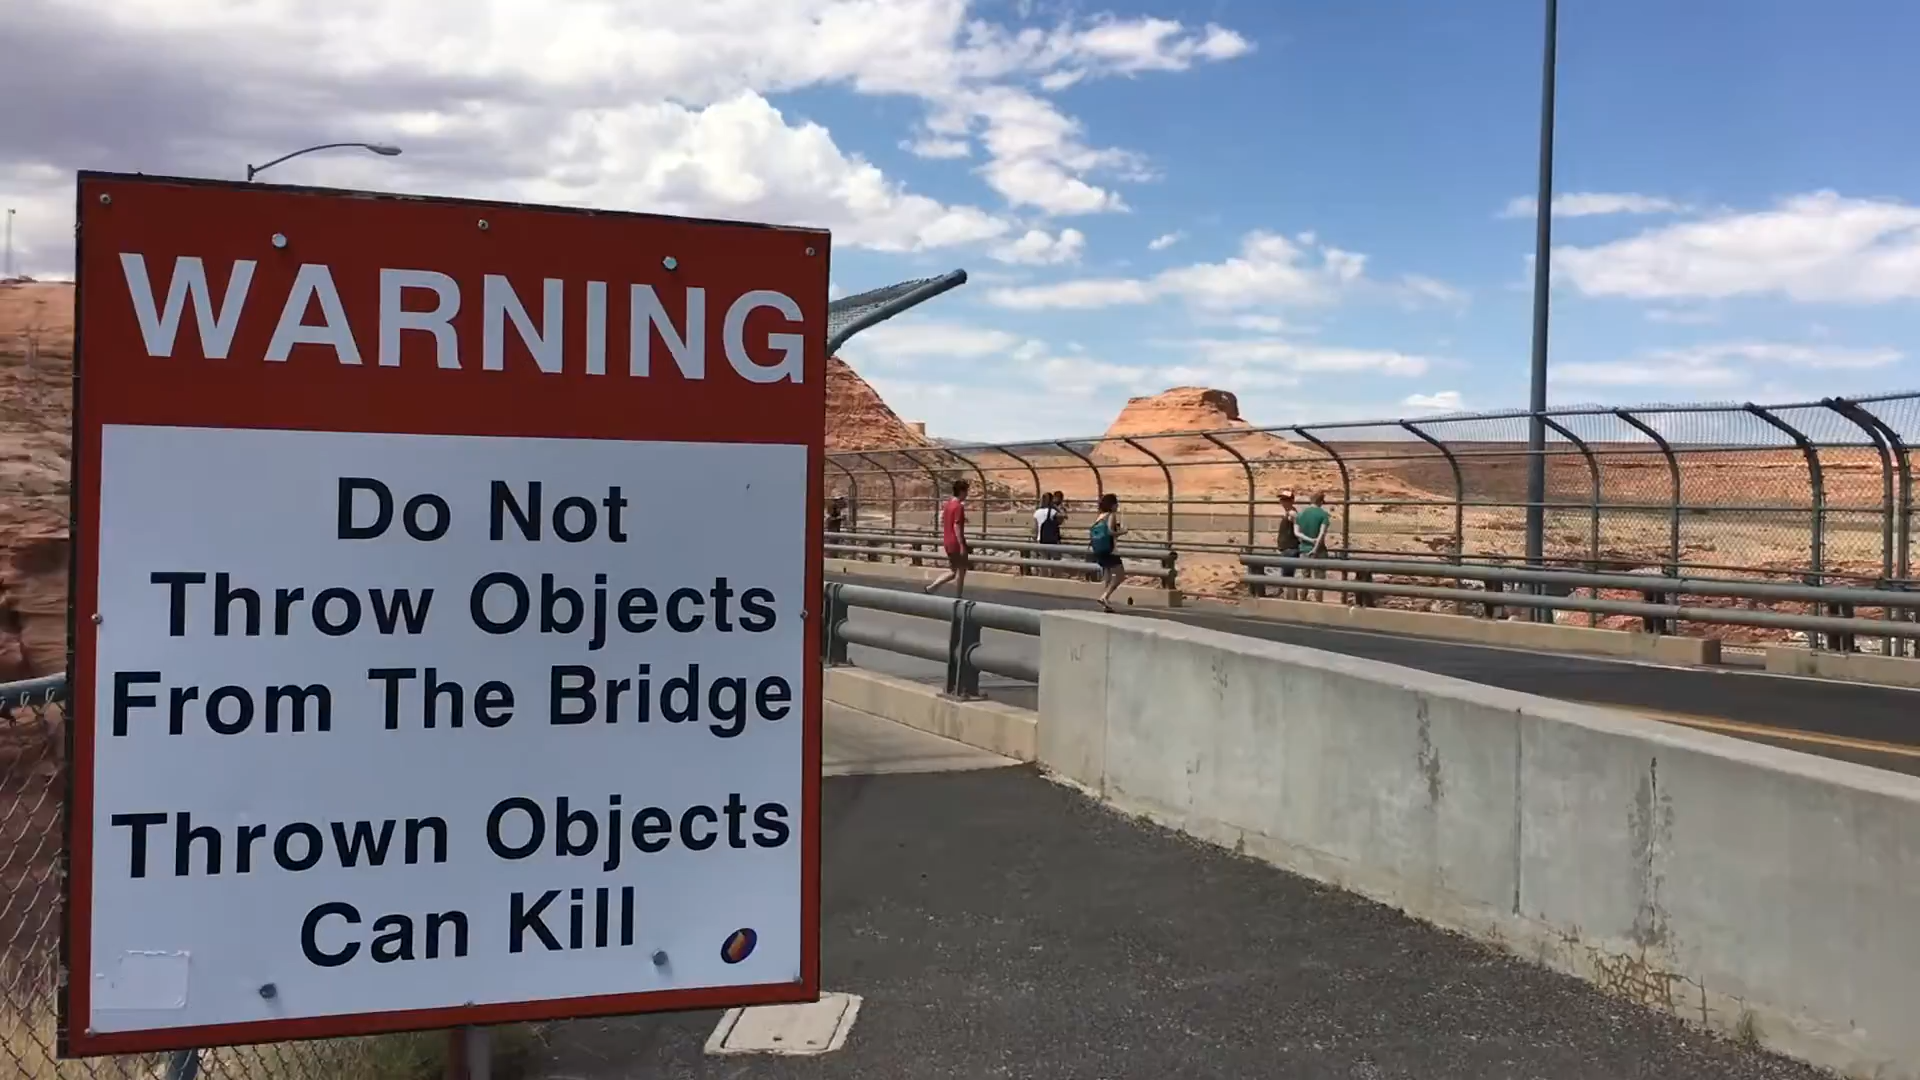 WARNING
Do Not
Throw Objects
From The Bridge
Thrown Objects
Can Kill